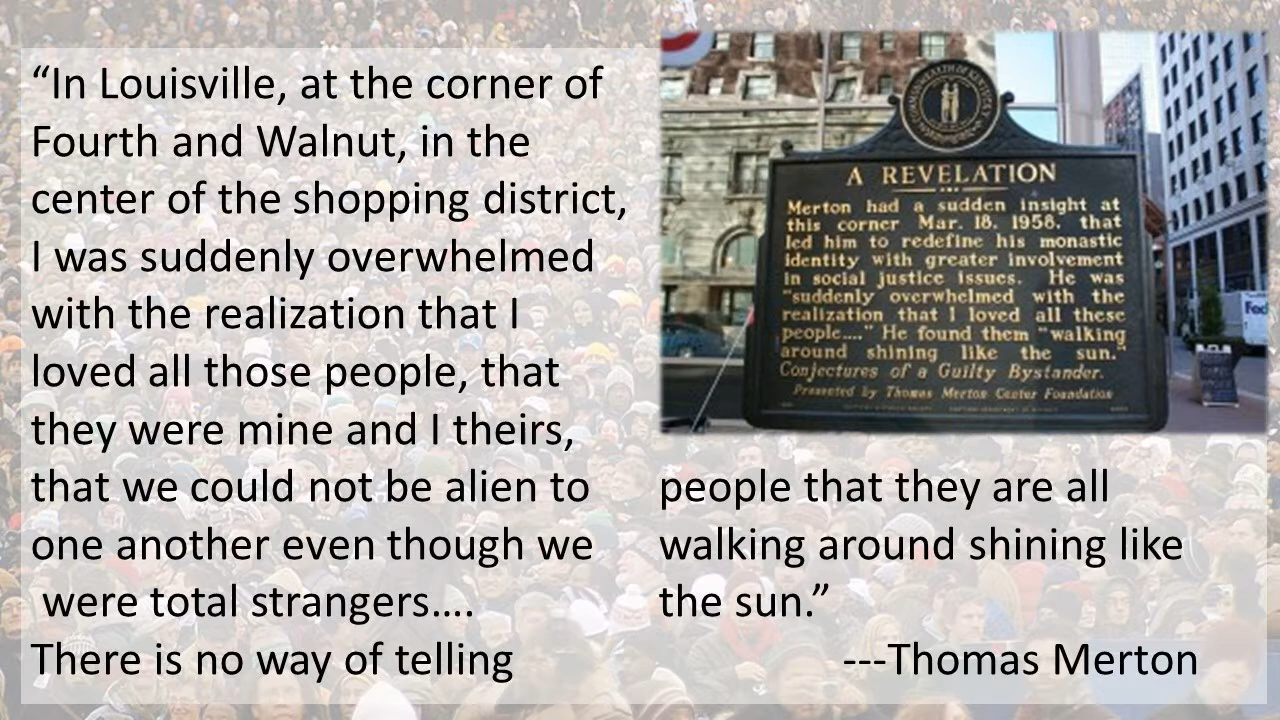 “In Louisville, at the corner of
Fourth and Walnut, in the
center of the shopping district,
I was suddenly overwhelmed
with the realization that I
loved all those people, that
they were mine and I theirs,
that we could not be alien to
one another even though we
were total strangers….
There is no way of telling
people that they are all
walking around shining like
the sun.”
---Thomas Merton
A REVELATION
Merton had a sudden insight at
this corner Mar. 18, 1958, that
led him to redefine his monastic
identity with greater involvement
in social justice issues. He was
"suddenly overwhelmed with the
realization that I loved all these
people...." He found them "walking
around shining like the sun."
Conjectures of a Guilty Bystander.
Presented by Thomas Merton Center Foundation